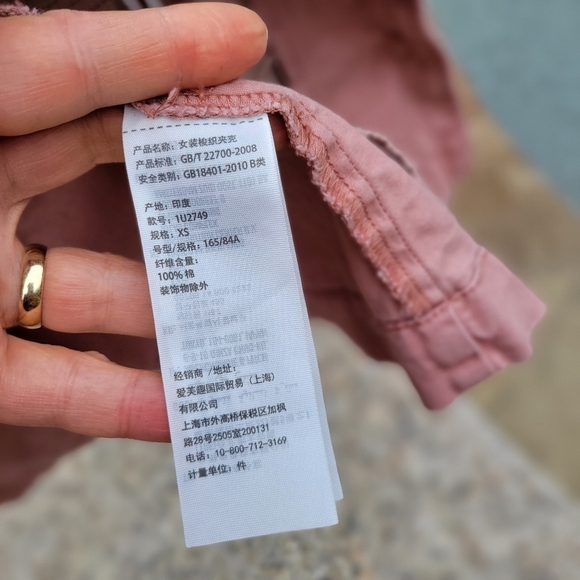 产品名称：女装梭织夹克
产品标准：GB/T 22700-2008
安全类别：GB18401-2010 B类
产地：印度
款号：1U2749
规格：XS
号型/规格：165/84A
纤维含量：
100% 棉
装饰物除外
经销商 /地址：
爱芙趣国际贸易（上海）
有限公司
上海市外高桥保税区加枫
路28号2505室200131
电话：10-800-712-3169
计量单位：件